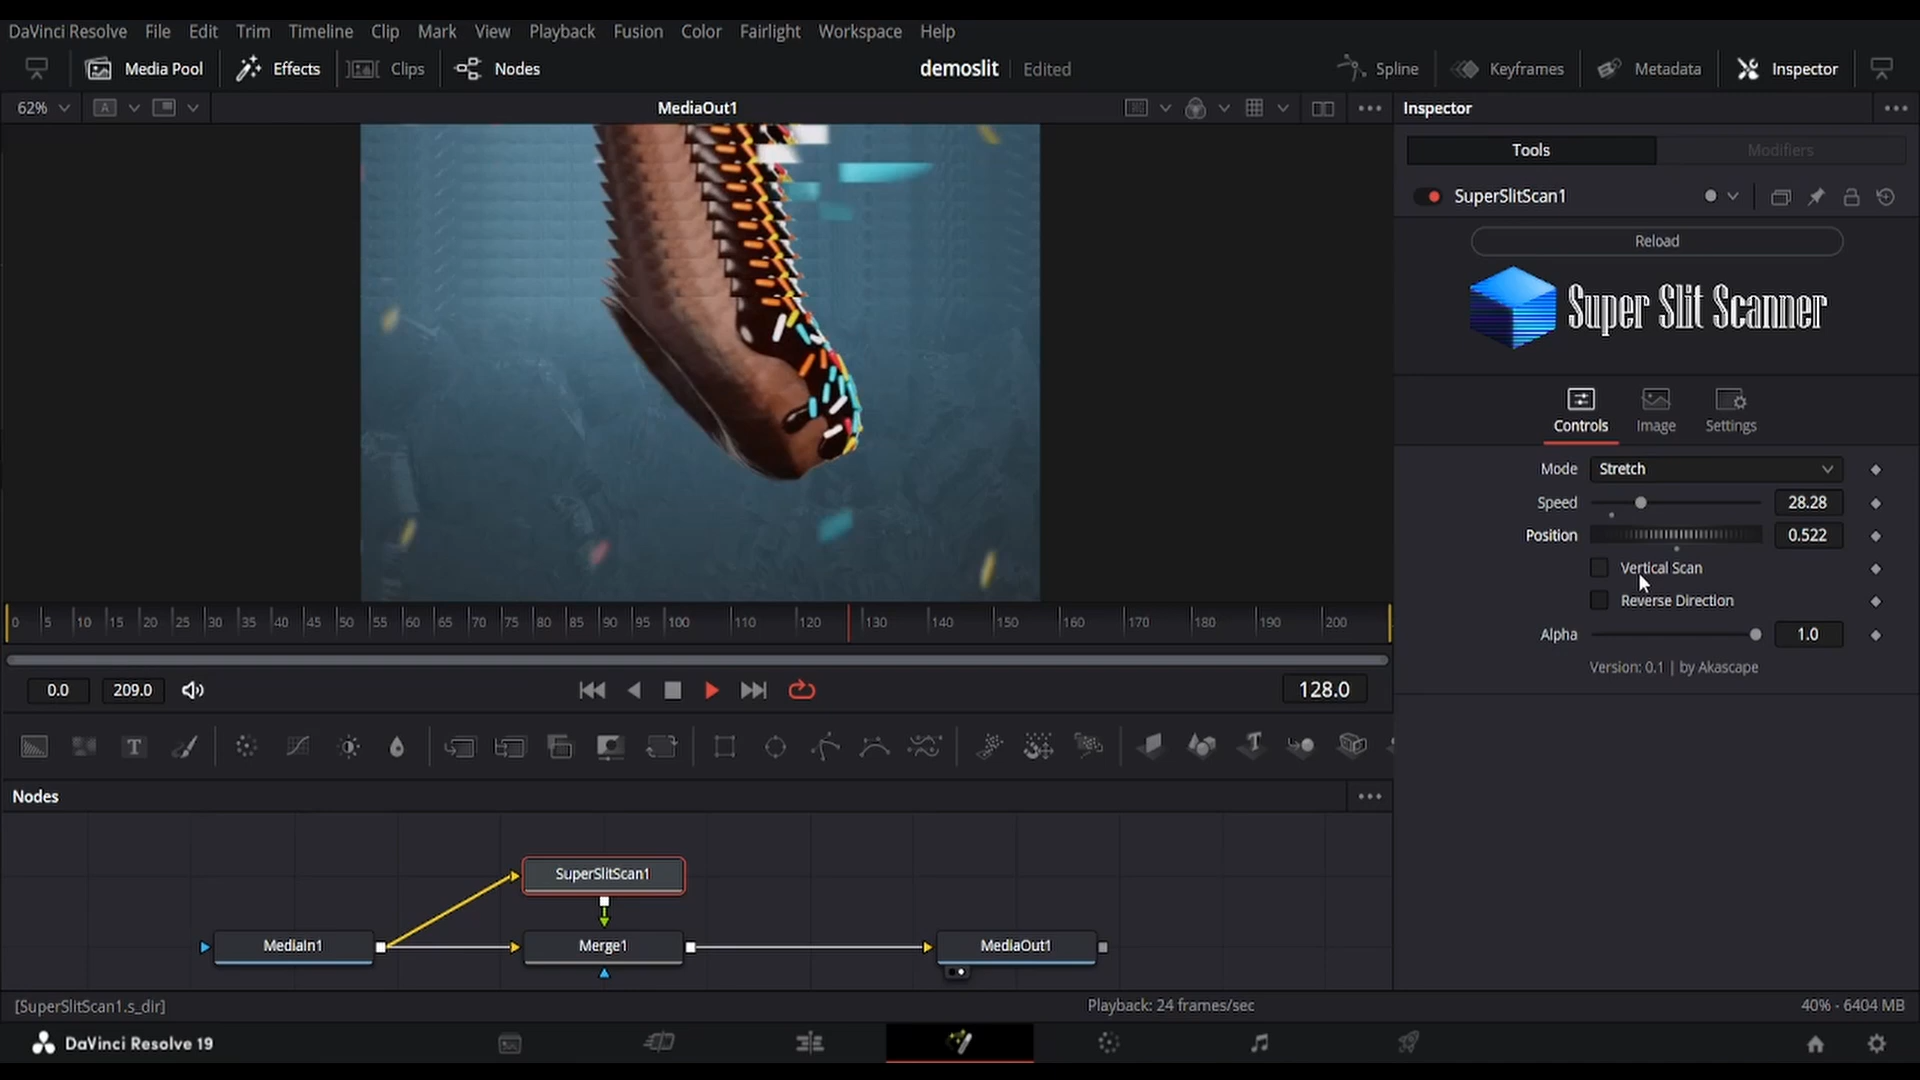 DaVinci Resolve File Edit Trim Timeline Clip Mark View Playback Fusion Color Fairlight Workspace Help
Media Pool Effects Clips Nodes demoslit Edited Spline Keyframes Metadata Inspector
62% A MediaOut1 Inspector
Tools Modifiers
SuperSlitScan1
Reload
Super Slit Scanner
Controls Image Settings
Mode Stretch
Speed 28.28
Position 0.522
Vertical Scan
Reverse Direction
Alpha 1.0
Version: 0.1 | by Akascape
0 5 10 15 20 25 30 35 40 45 50 55 60 65 70 75 80 85 90 95 100 110 120 130 140 150 160 170 180 190 200
0.0 209.0 128.0
T T
Nodes
SuperSlitScan1
MediaIn1 Merge1 MediaOut1
[SuperSlitScan1.s_dir] Playback: 24 frames/sec 40% - 6404 MB
DaVinci Resolve 19